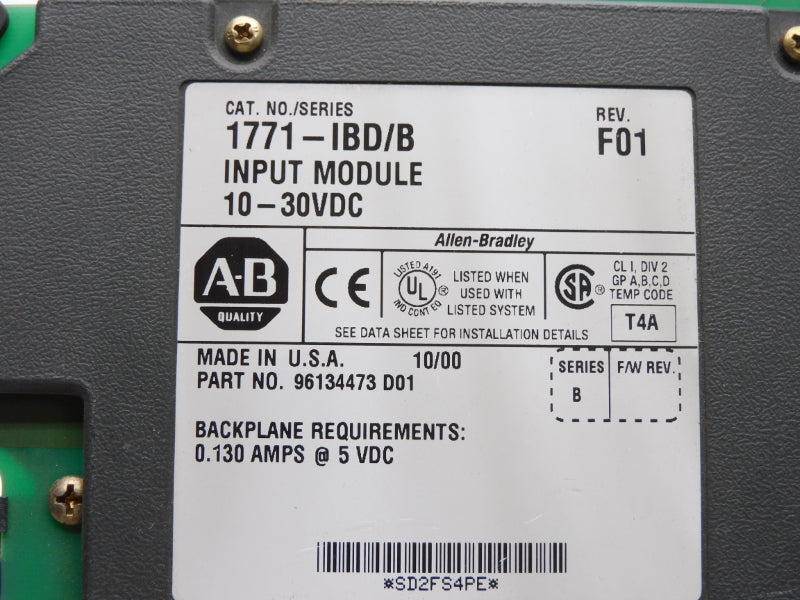 CAT. NO./SERIES
1771-IBD/B
INPUT MODULE
10-30VDC
REV.
F01
Allen-Bradley
A-B
QUALITY
CE
LISTED A191
UL
IND CONT EQ
LISTED WHEN
USED WITH
LISTED SYSTEM
SA
CL I, DIV 2
GP A,B,C,D
TEMP CODE
T4A
SEE DATA SHEET FOR INSTALLATION DETAILS
MADE IN U.S.A. 10/00
PART NO. 96134473 D01
SERIES
B
F/W REV.
BACKPLANE REQUIREMENTS:
0.130 AMPS @ 5 VDC
*SD2FS4PE*